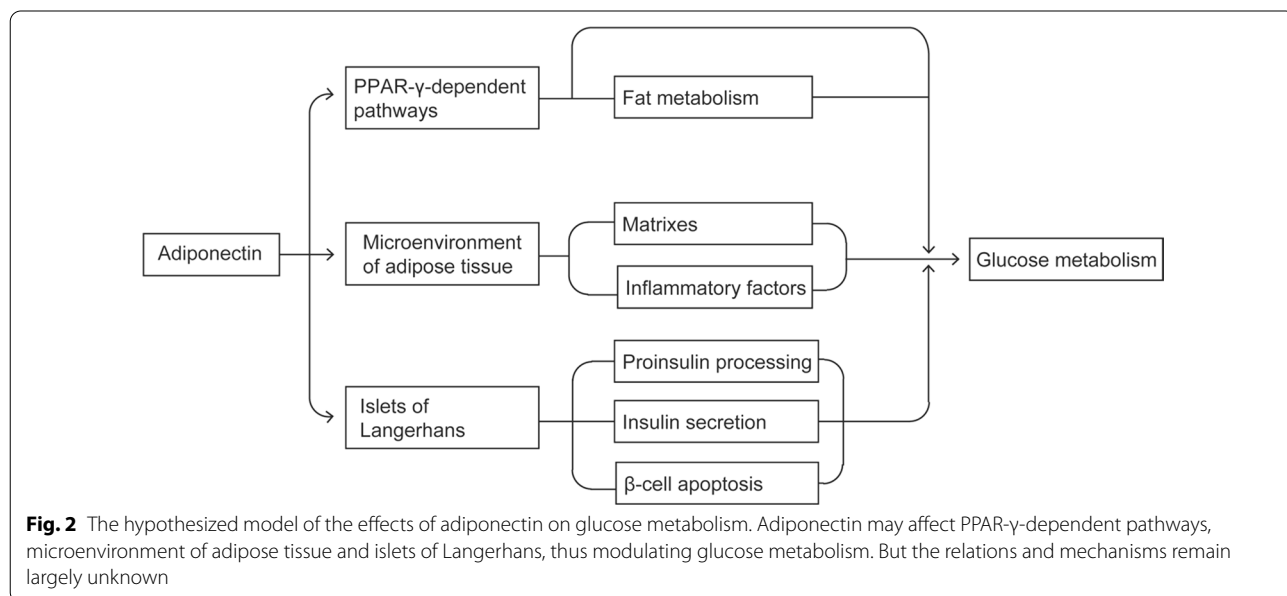 PPAR-γ-dependent
pathways
Fat metabolism
Adiponectin
Microenvironment
of adipose tissue
Matrixes
Inflammatory factors
Glucose metabolism
Islets of
Langerhans
Proinsulin processing
Insulin secretion
β-cell apoptosis
Fig. 2 The hypothesized model of the effects of adiponectin on glucose metabolism. Adiponectin may affect PPAR-γ-dependent pathways,
microenvironment of adipose tissue and islets of Langerhans, thus modulating glucose metabolism. But the relations and mechanisms remain
largely unknown